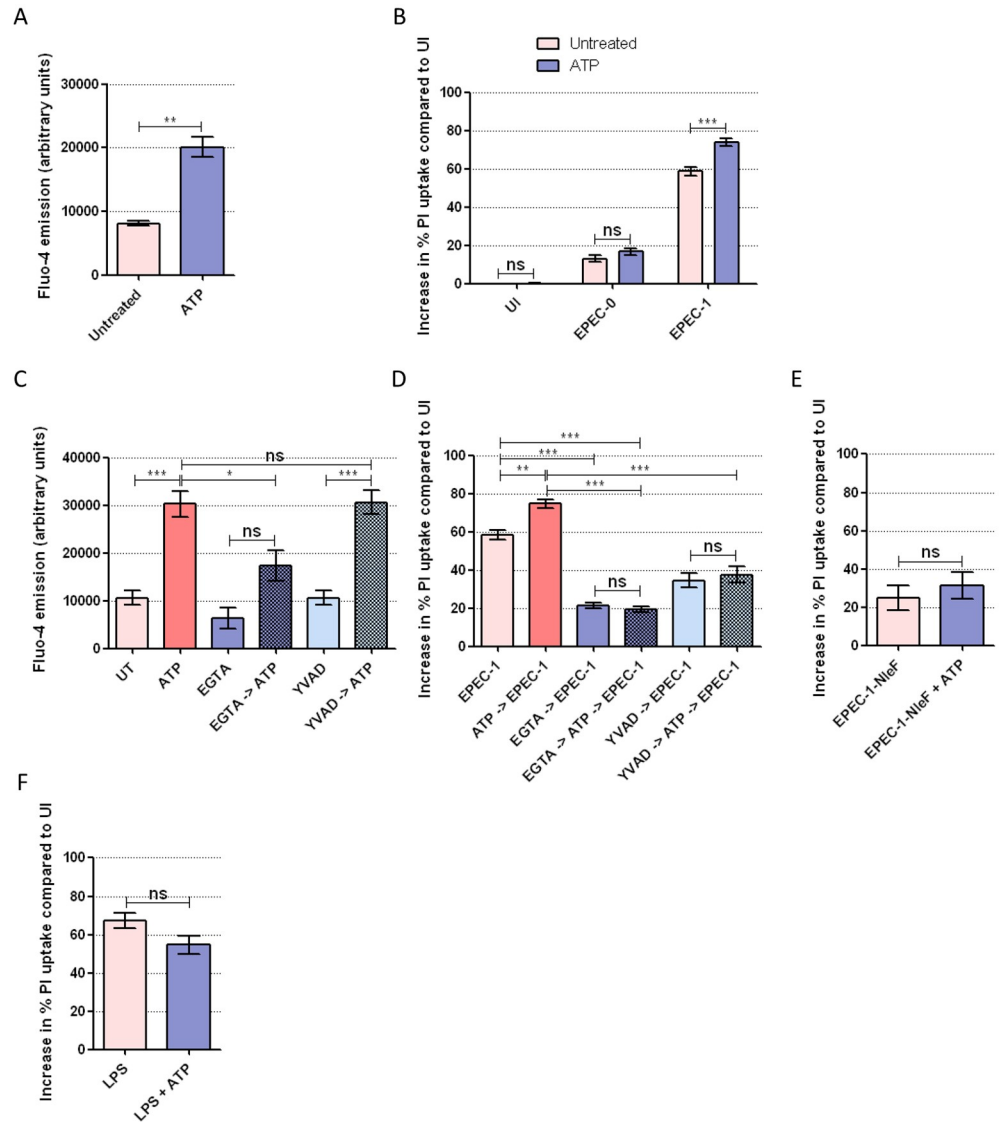 A
Fluo-4 emission (arbitrary units)
30000
20000
10000
0
**
Untreated
ATP
B
Untreated
ATP
Increase in % PI uptake compared to UI
100
80
60
40
20
0
ns
ns
***
UI
EPEC-0
EPEC-1
C
Fluo-4 emission (arbitrary units)
40000
30000
20000
10000
0
ns
***
*
***
ns
UT
ATP
EGTA
EGTA -> ATP
YVAD
YVAD -> ATP
D
Increase in % PI uptake compared to UI
100
80
60
40
20
0
***
***
**
***
***
ns
ns
EPEC-1
ATP > EPEC-1
EGTA -> EPEC-1
EGTA -> ATP -> EPEC-1
YVAD -> EPEC-1
YVAD -> ATP -> EPEC-1
E
Increase in % PI uptake compared to UI
100
80
60
40
20
0
ns
EPEC-1-NleF
EPEC-1-NleF + ATP
F
Increase in % PI uptake compared to UI
100
80
60
40
20
0
ns
LPS
LPS + ATP